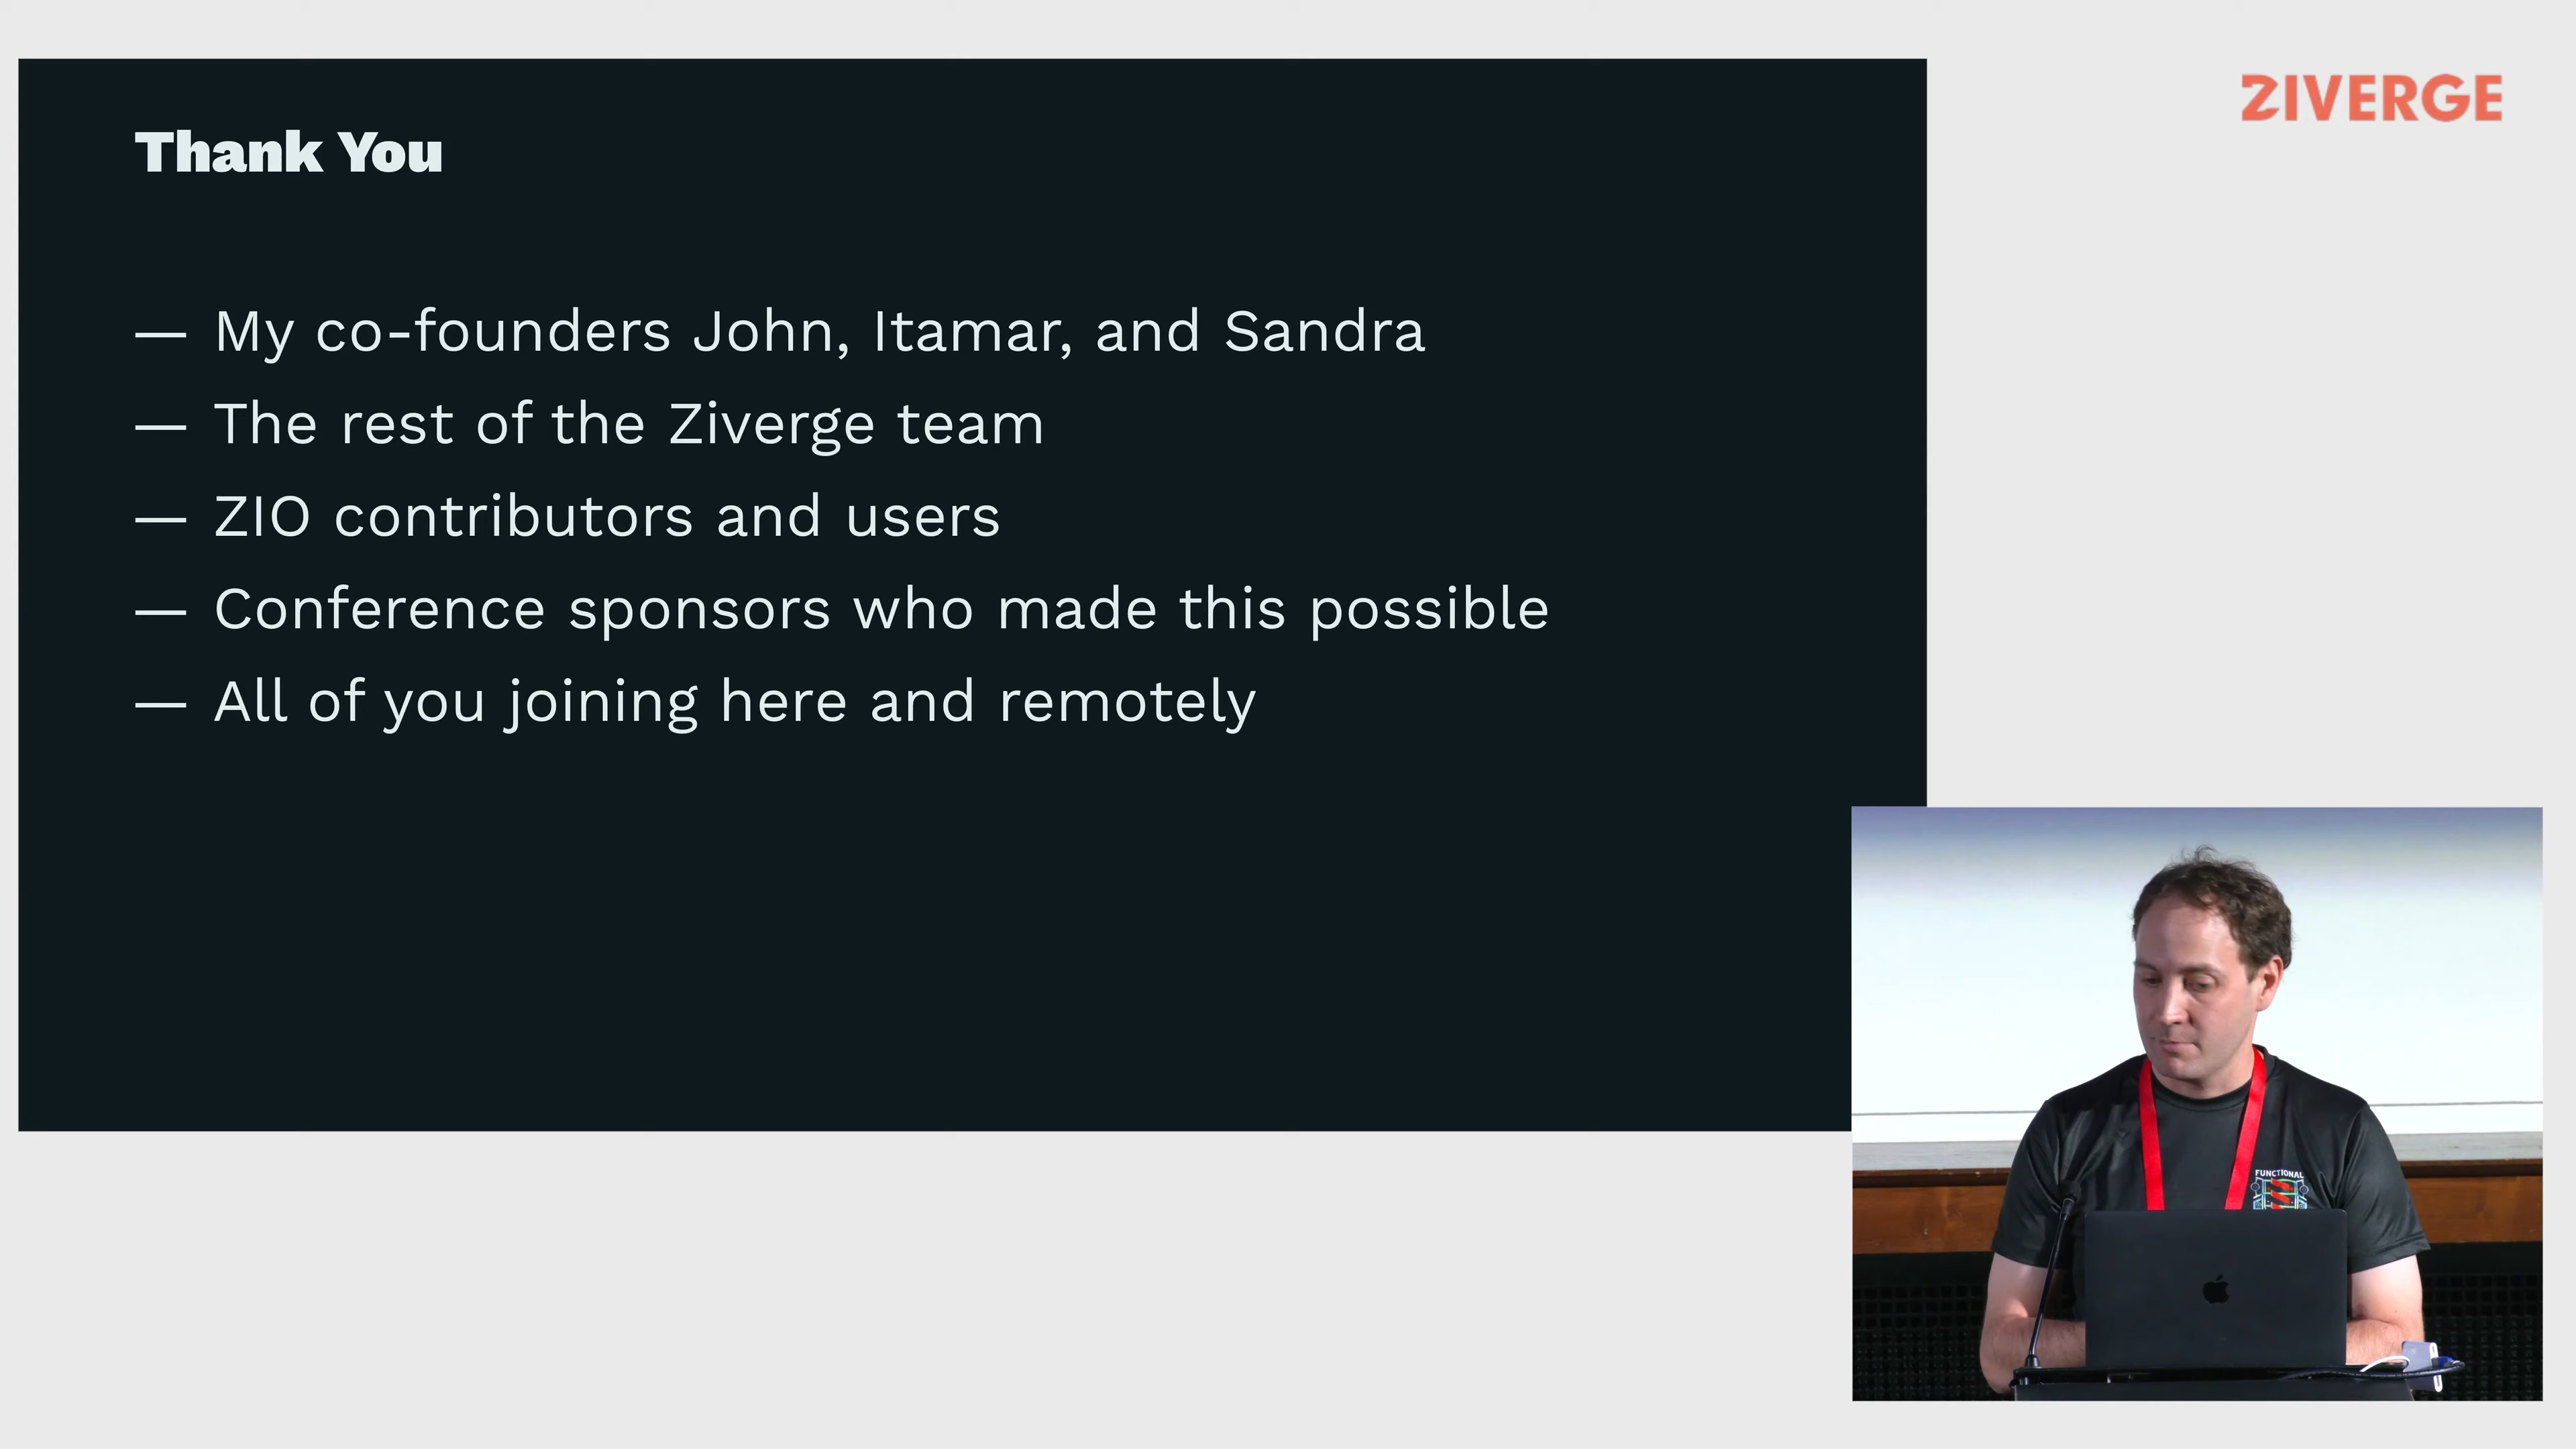 ZIVERGE
Thank You
— My co-founders John, Itamar, and Sandra
— The rest of the Ziverge team
— ZIO contributors and users
— Conference sponsors who made this possible
— All of you joining here and remotely
FUNCTIONAL